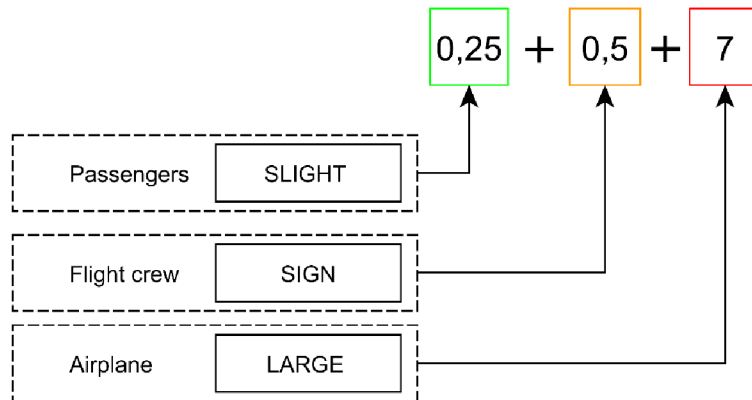 0,25 + 0,5 + 7
Passengers SLIGHT
Flight crew SIGN
Airplane LARGE